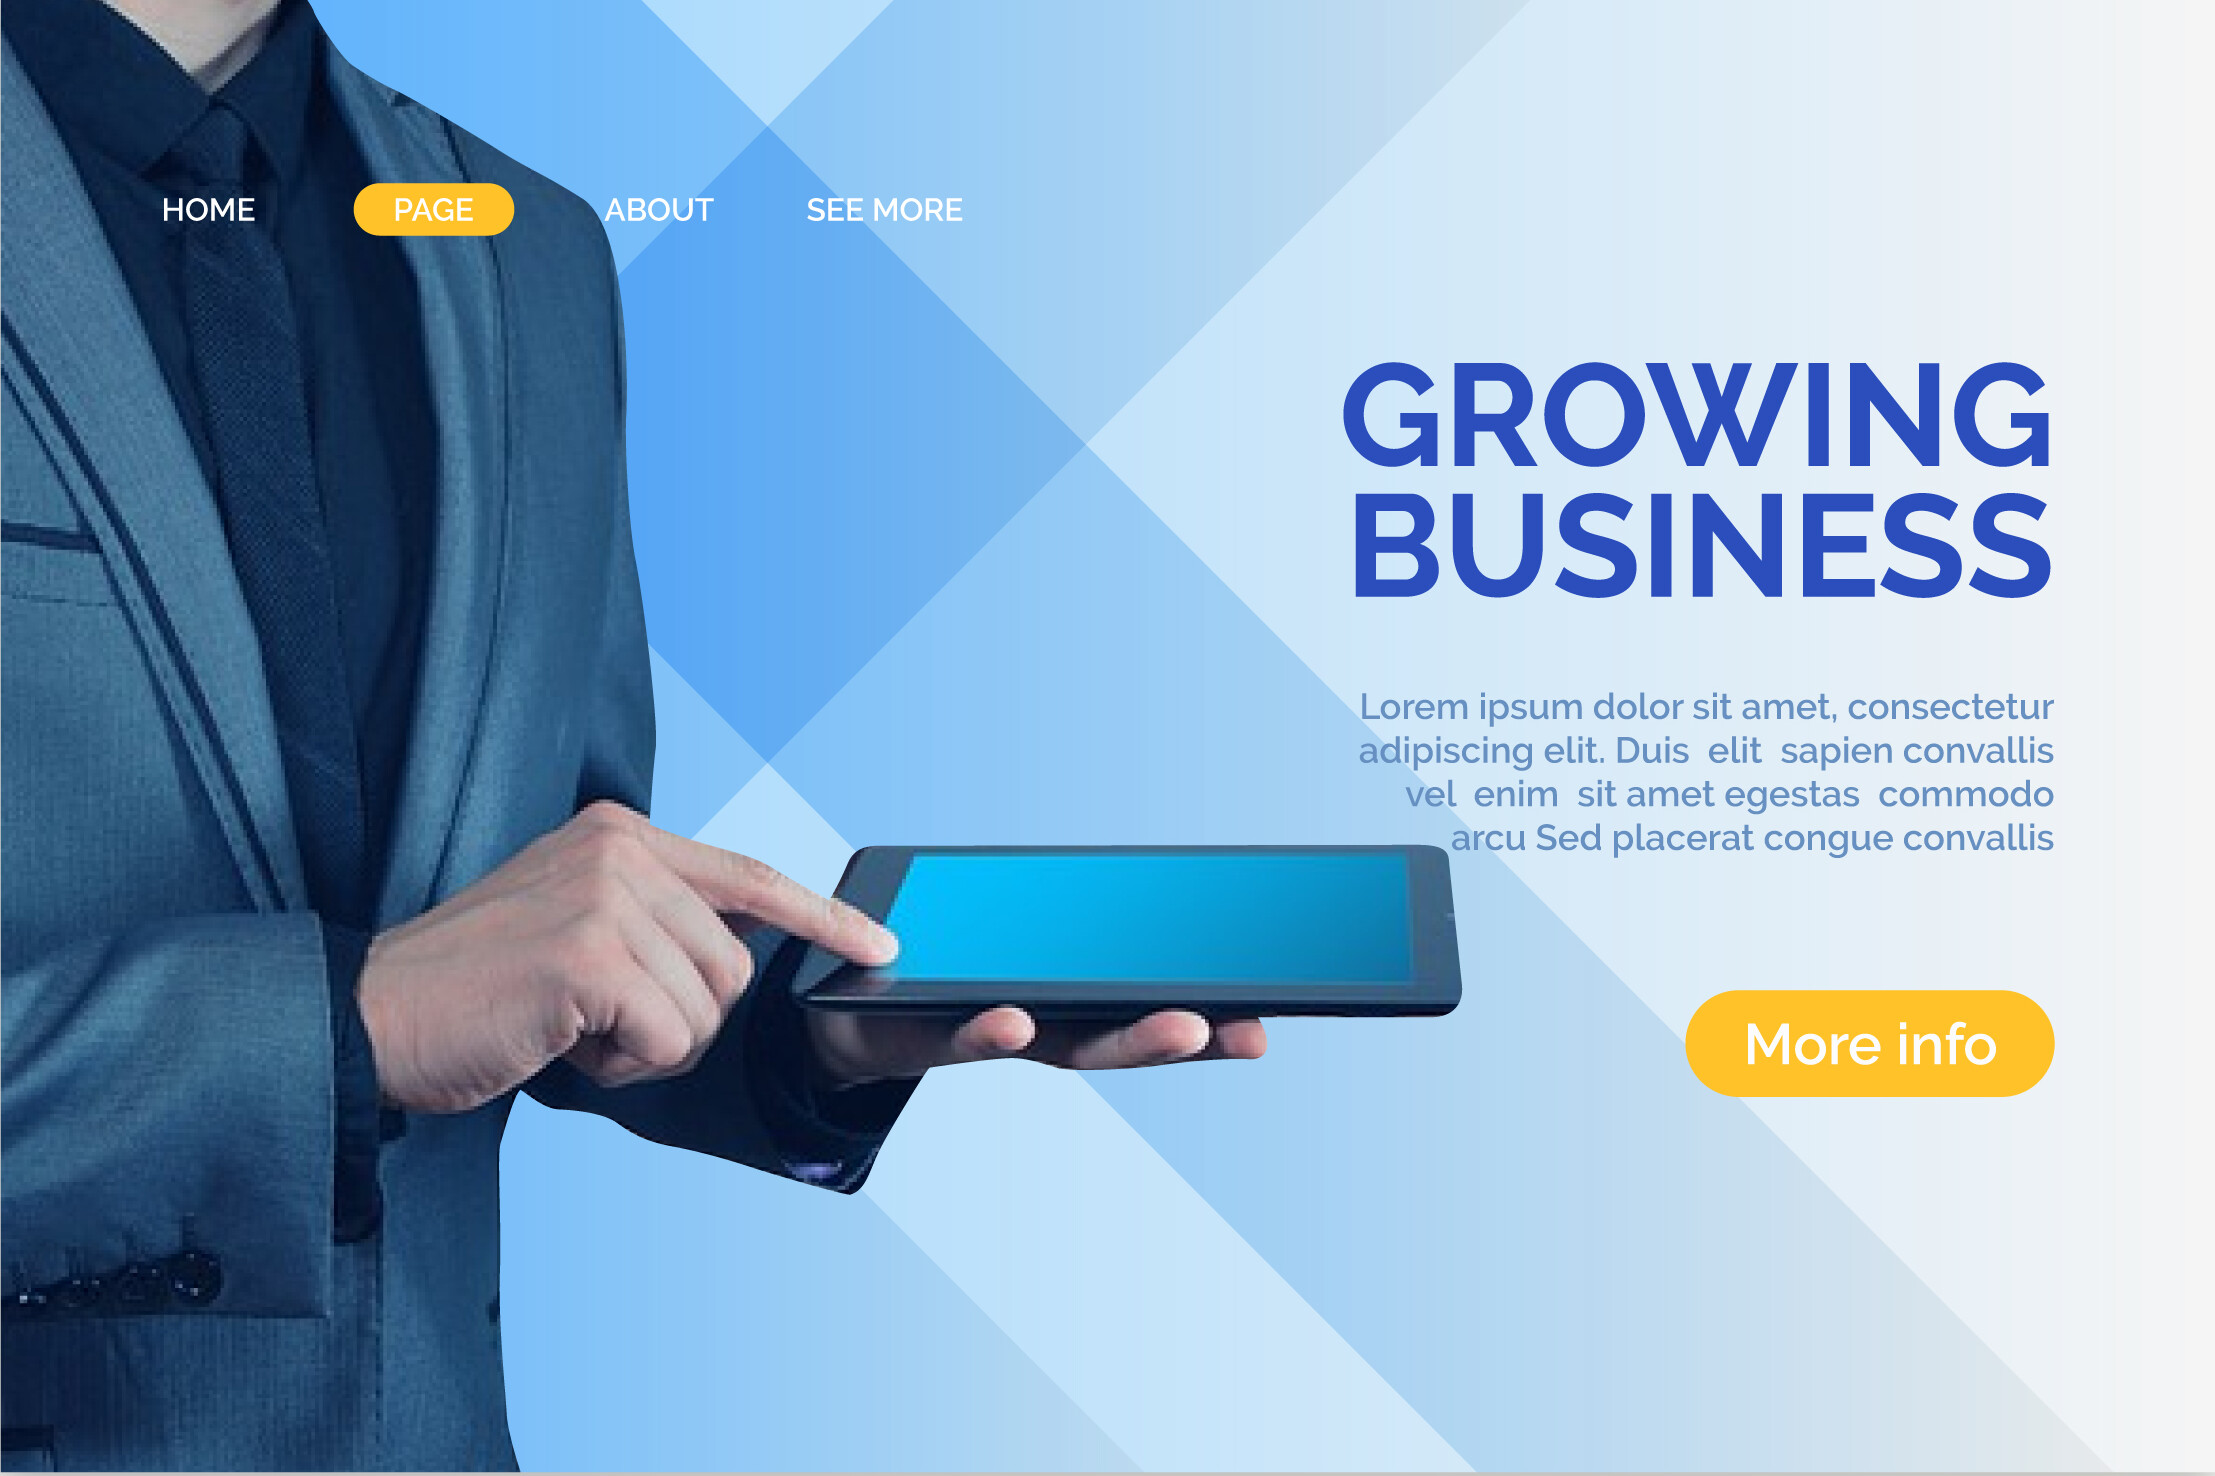 HOME PAGE ABOUT SEE MORE
GROWING
BUSINESS
Lorem ipsum dolor sit amet, consectetur
adipiscing elit. Duis elit sapien convallis
vel enim sit amet egestas commodo
arcu Sed placerat congue convallis
More info